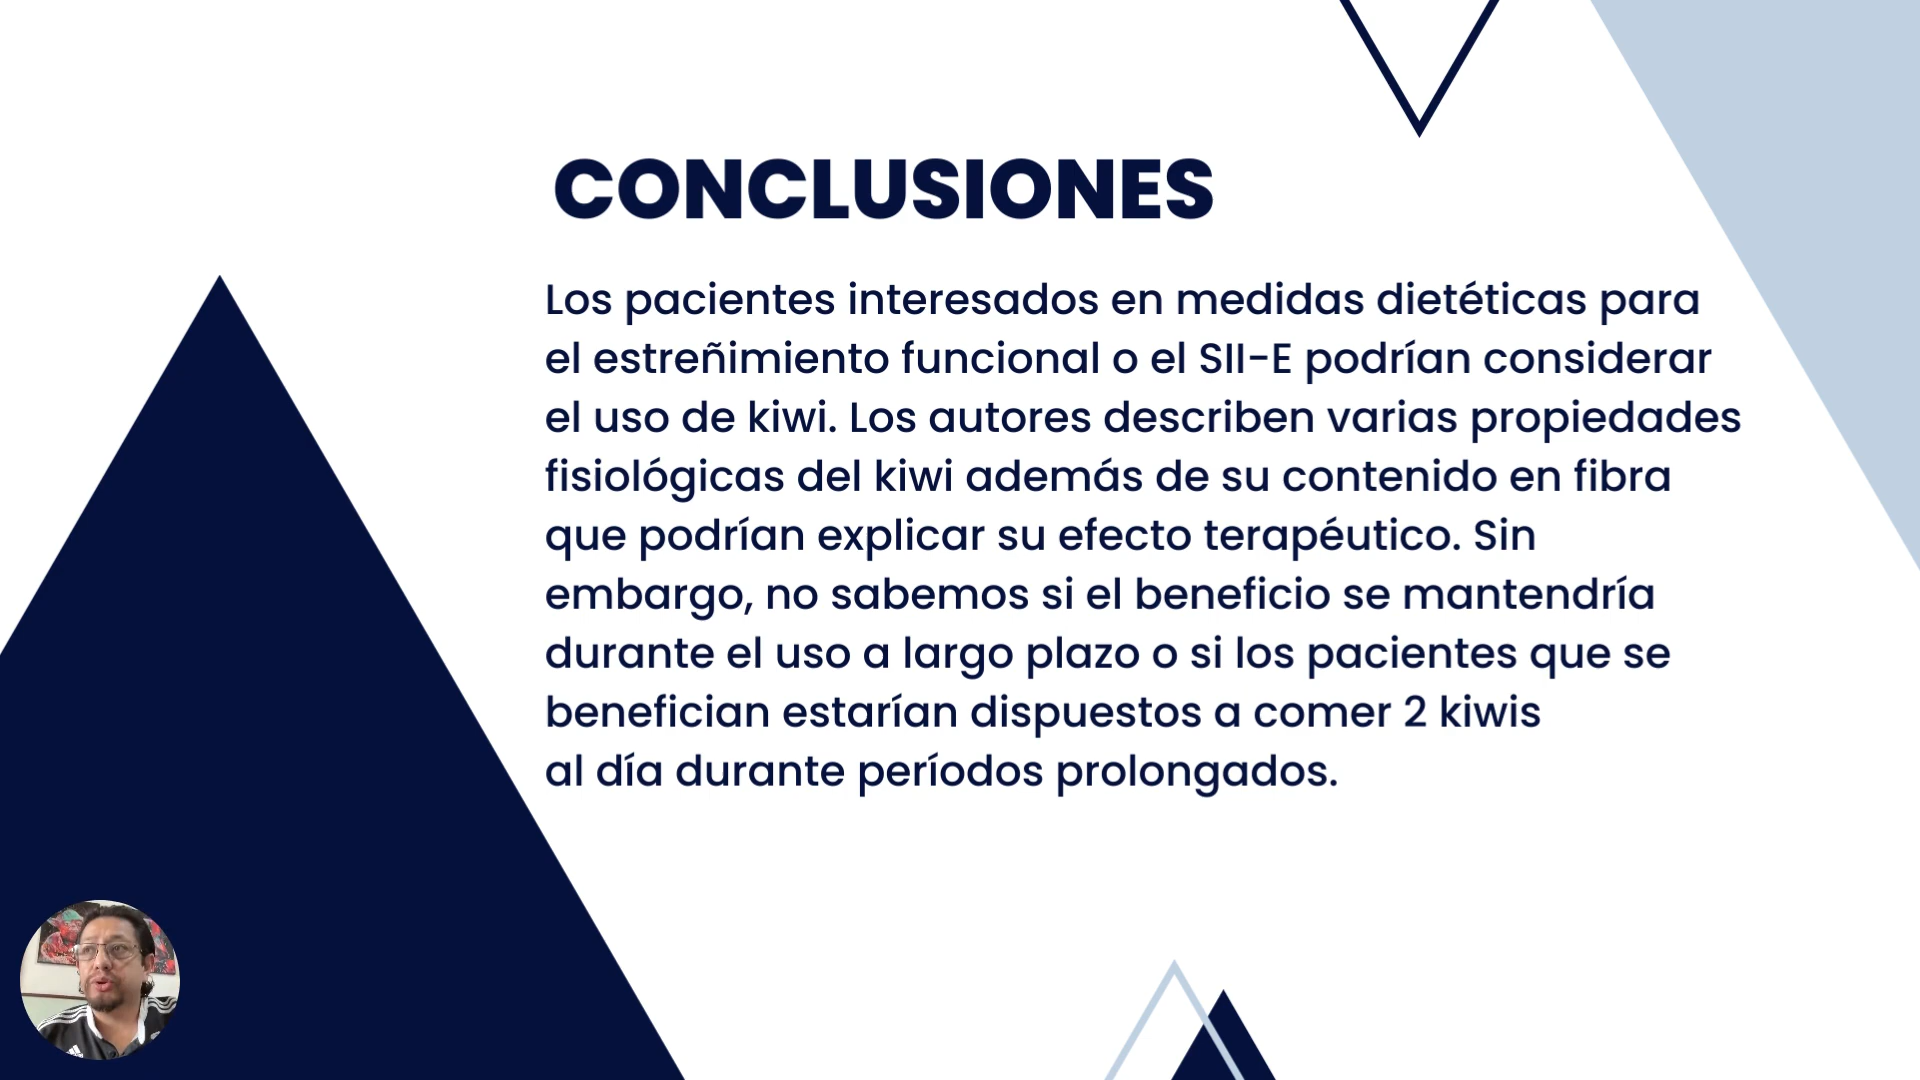 CONCLUSIONES
Los pacientes interesados en medidas dietéticas para
el estreñimiento funcional o el SII-E podrían considerar
el uso de kiwi. Los autores describen varias propiedades
fisiológicas del kiwi además de su contenido en fibra
que podrían explicar su efecto terapéutico. Sin
embargo, no sabemos si el beneficio se mantendría
durante el uso a largo plazo o si los pacientes que se
benefician estarían dispuestos a comer 2 kiwis
al día durante períodos prolongados.